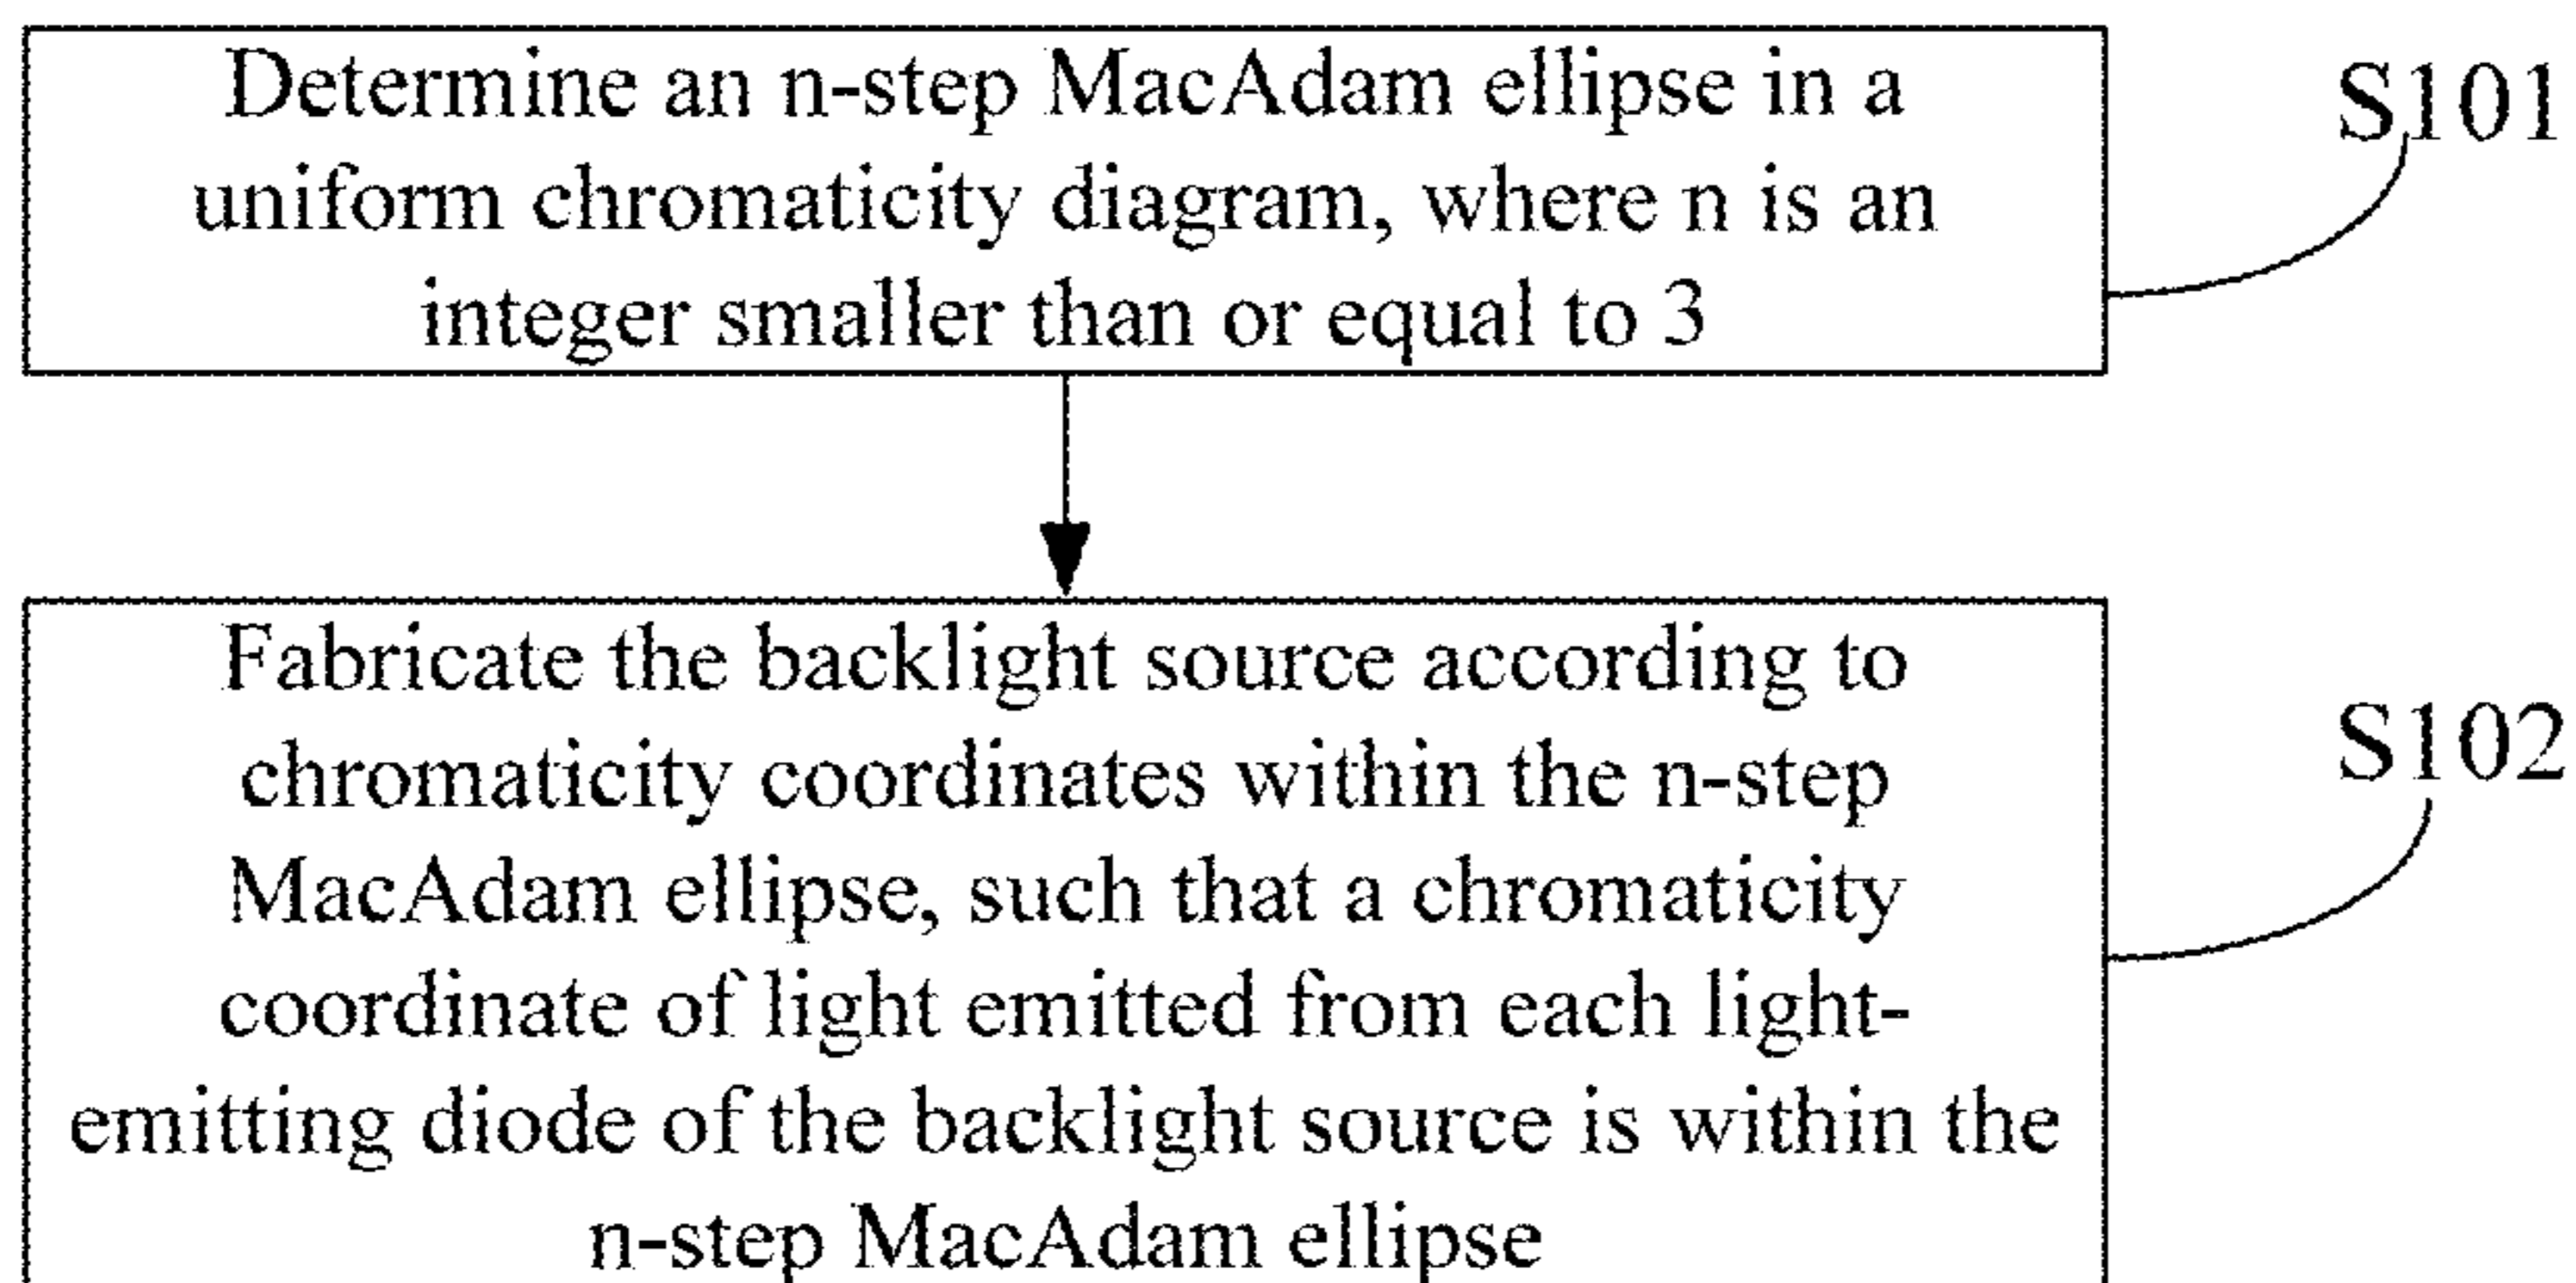 Determine an n-step MacAdam ellipse in a
uniform chromaticity diagram, where n is an
integer smaller than or equal to 3
S101
Fabricate the backlight source according to
chromaticity coordinates within the n-step
MacAdam ellipse, such that a chromaticity
coordinate of light emitted from each light-
emitting diode of the backlight source is within the
n-step MacAdam ellipse
S102